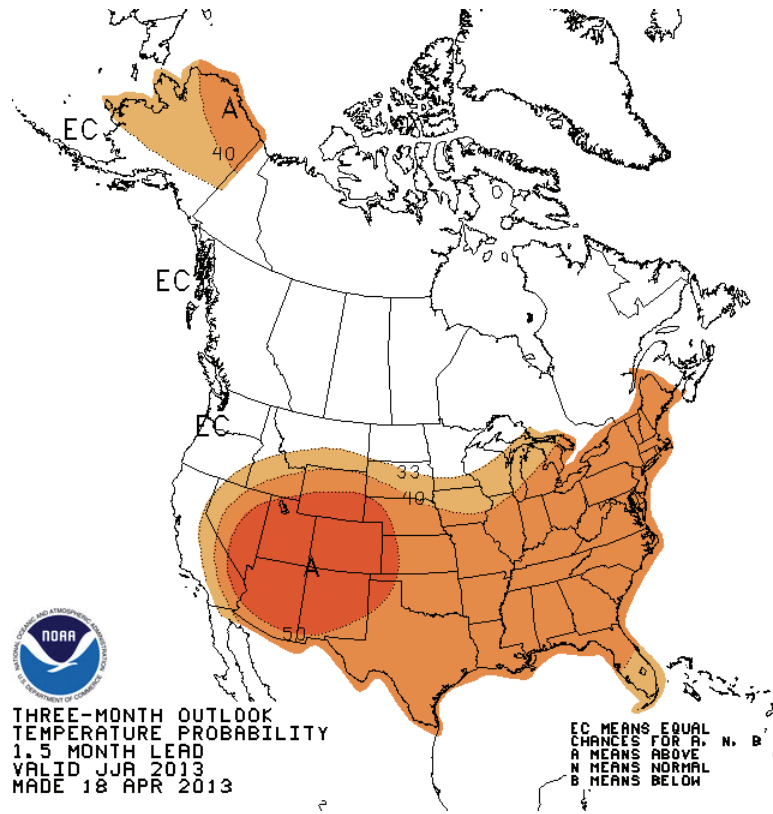 A
EC
40
EC
EC
33
40
A
50
NATIONAL OCEANIC AND ATMOSPHERIC ADMINISTRATION
NOAA
U.S. DEPARTMENT OF COMMERCE
THREE-MONTH OUTLOOK
TEMPERATURE PROBABILITY
1.5 MONTH LEAD
VALID JJA 2013
MADE 18 APR 2013
EC MEANS EQUAL
CHANCES FOR A, N, B
A MEANS ABOVE
N MEANS NORMAL
B MEANS BELOW